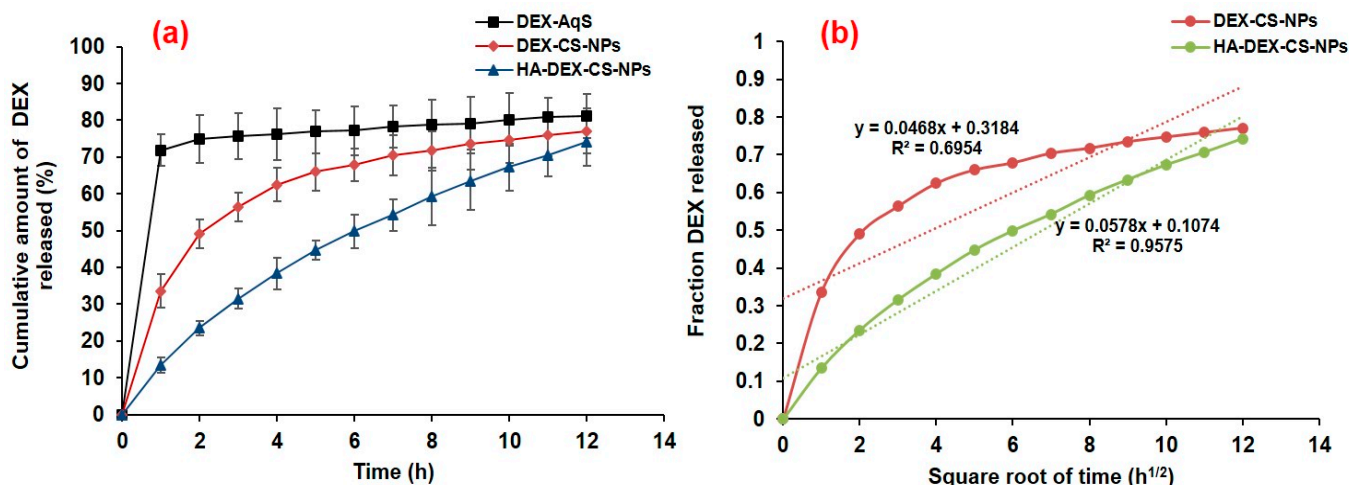 (a)
DEX-AqS
DEX-CS-NPs
HA-DEX-CS-NPs
Cumulative amount of DEX
released (%)
100
90
80
70
60
50
40
30
20
10
0
0 2 4 6 8 10 12 14
Time (h)
(b)
DEX-CS-NPs
HA-DEX-CS-NPs
Fraction DEX released
1
0.9
0.8
0.7
0.6
0.5
0.4
0.3
0.2
0.1
0
y = 0.0468x + 0.3184
R² = 0.6954
y = 0.0578x + 0.1074
R² = 0.9575
0 2 4 6 8 10 12 14
Square root of time (h1/2)